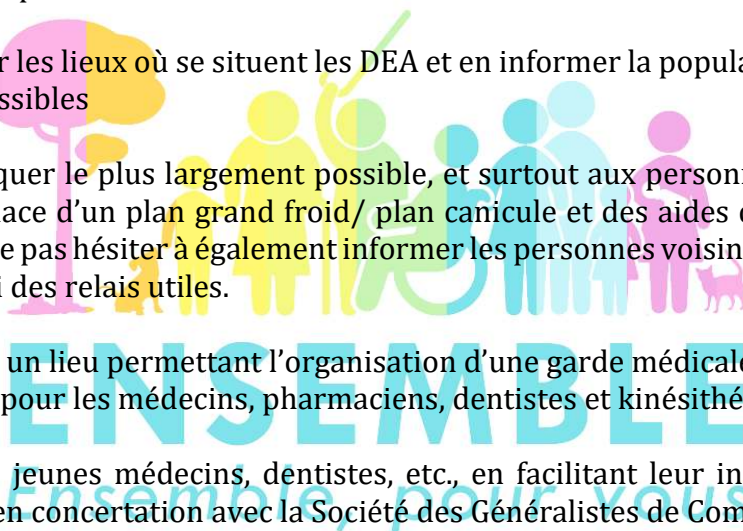 r les lieux où se situent les DEA et en informer la popula
ssibles
quer le plus largement possible, et surtout aux personn
lace d’un plan grand froid/ plan canicule et des aides
e pas hésiter à également informer les personnes voisin
i des relais utiles.
un lieu permettant l’organisation d’une garde médicale
pour les médecins, pharmaciens, dentistes et kinésithé
ENSEMBLE
jeunes médecins, dentistes, etc., en facilitant leur in
Ensemble, pour vous
en concertation avec la Société des Généralistes de Com